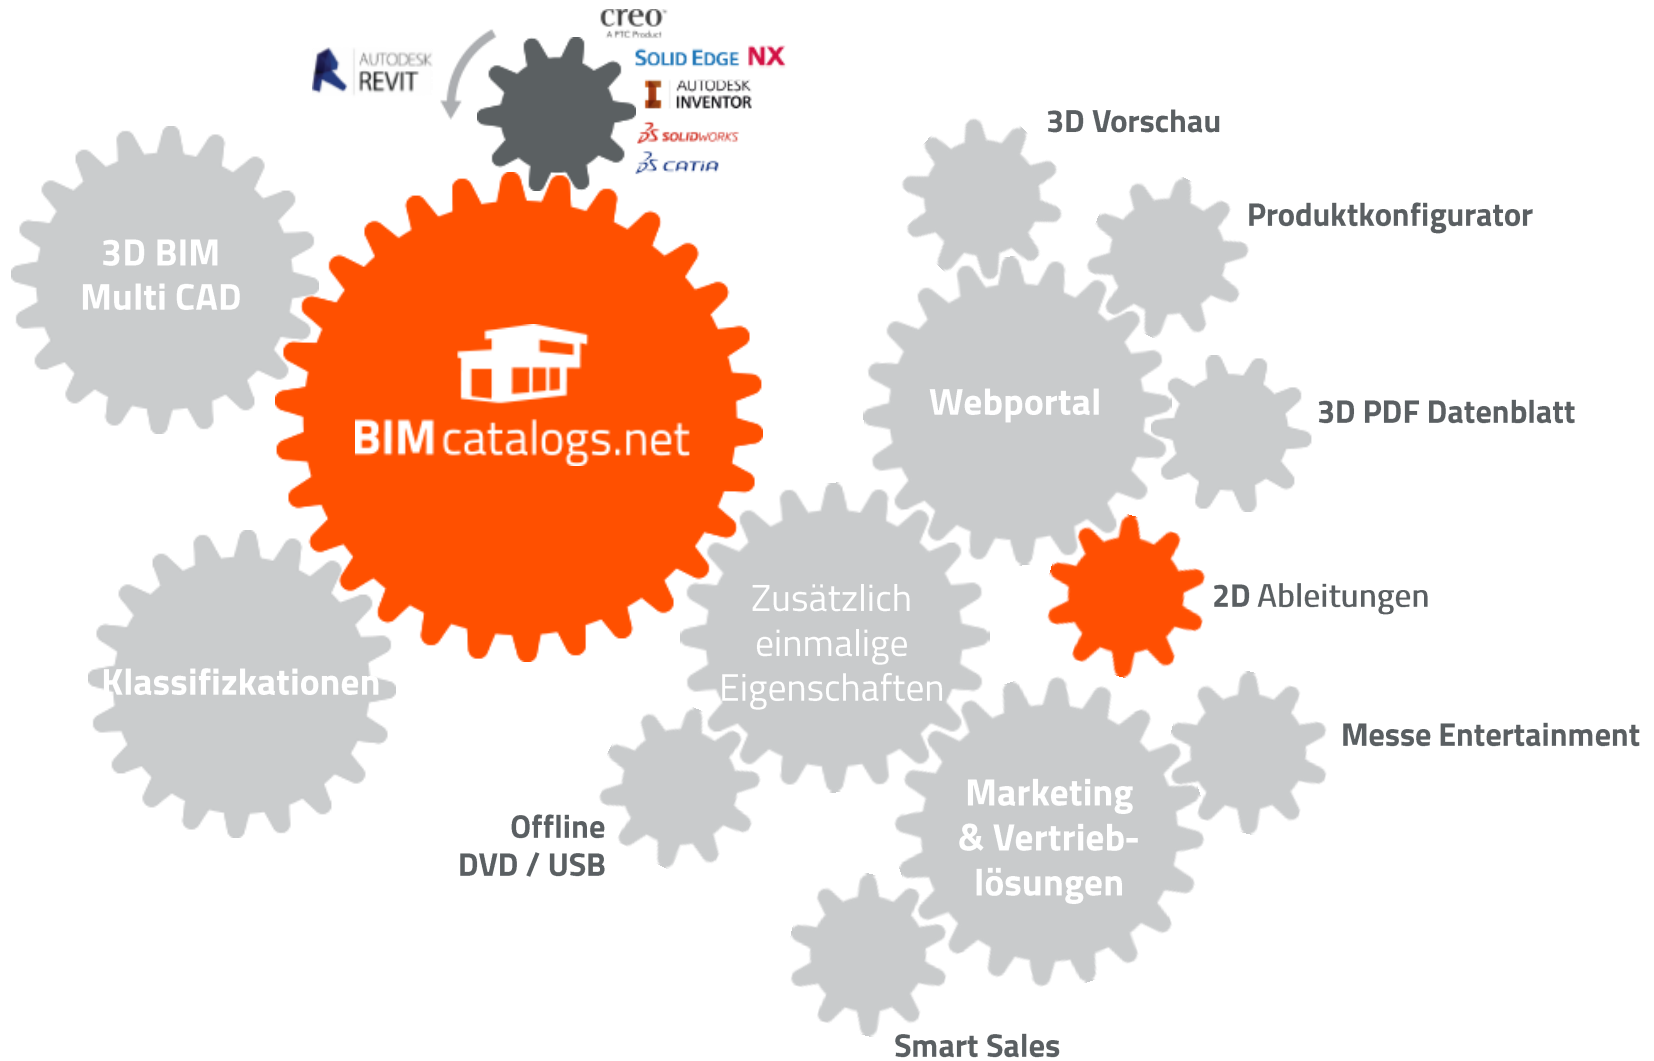 creo
A PTC Product
AUTODESK
REVIT
SOLID EDGE NX
AUTODESK
INVENTOR
SOLIDWORKS
CATIA
3D BIM
Multi CAD
BIMcatalogs.net
Klassifizkationen
3D Vorschau
Produktkonfigurator
Webportal
3D PDF Datenblatt
2D Ableitungen
Zusätzlich
einmalige
Eigenschaften
Messe Entertainment
Marketing
& Vertrieb-
lösungen
Offline
DVD / USB
Smart Sales